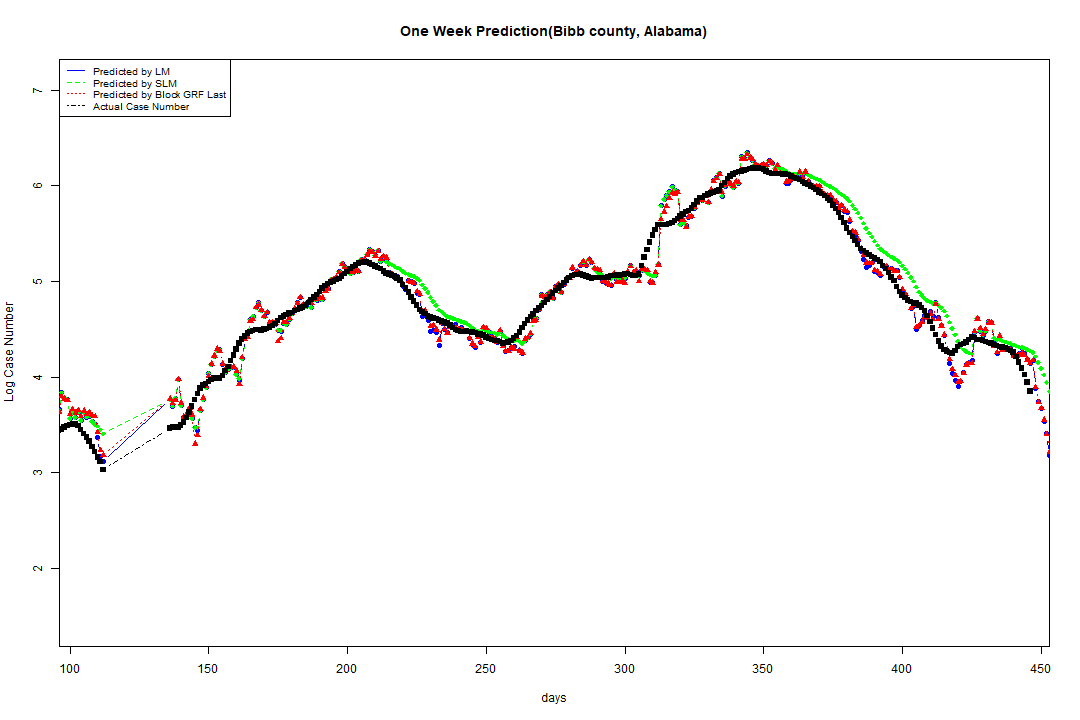 One Week Prediction(Bibb county, Alabama)
Predicted by LM
Predicted by SLM
Predicted by Block GRF Last
Actual Case Number
Log Case Number
7
6
5
4
3
2
100 150 200 250 300 350 400 450
days